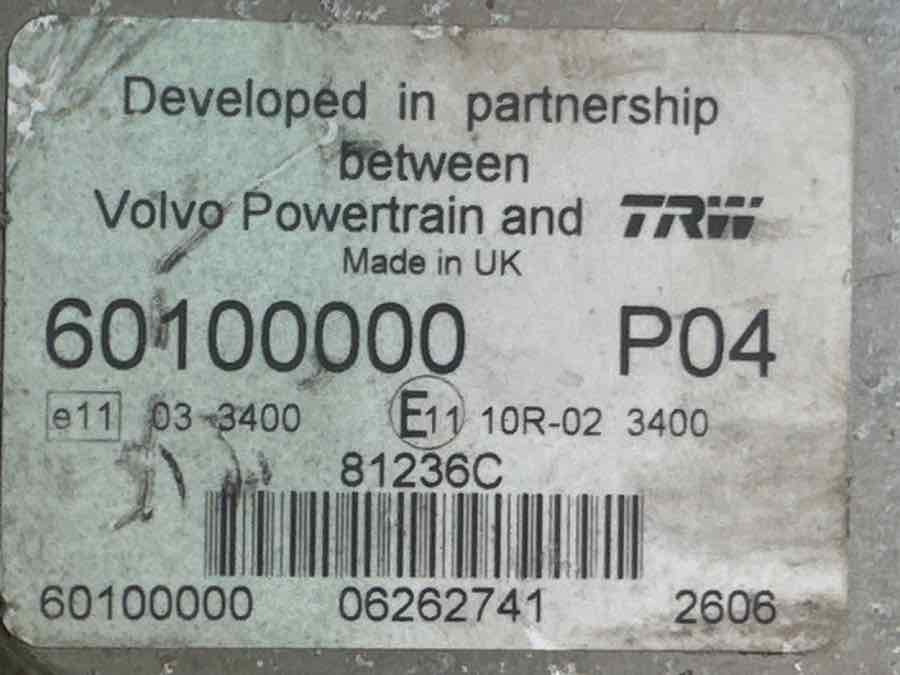 Developed in partnership
between
Volvo Powertrain and TRW
Made in UK
60100000 P04
e11 03 3400 E11 10R-02 3400
81236C
60100000 06262741 2606